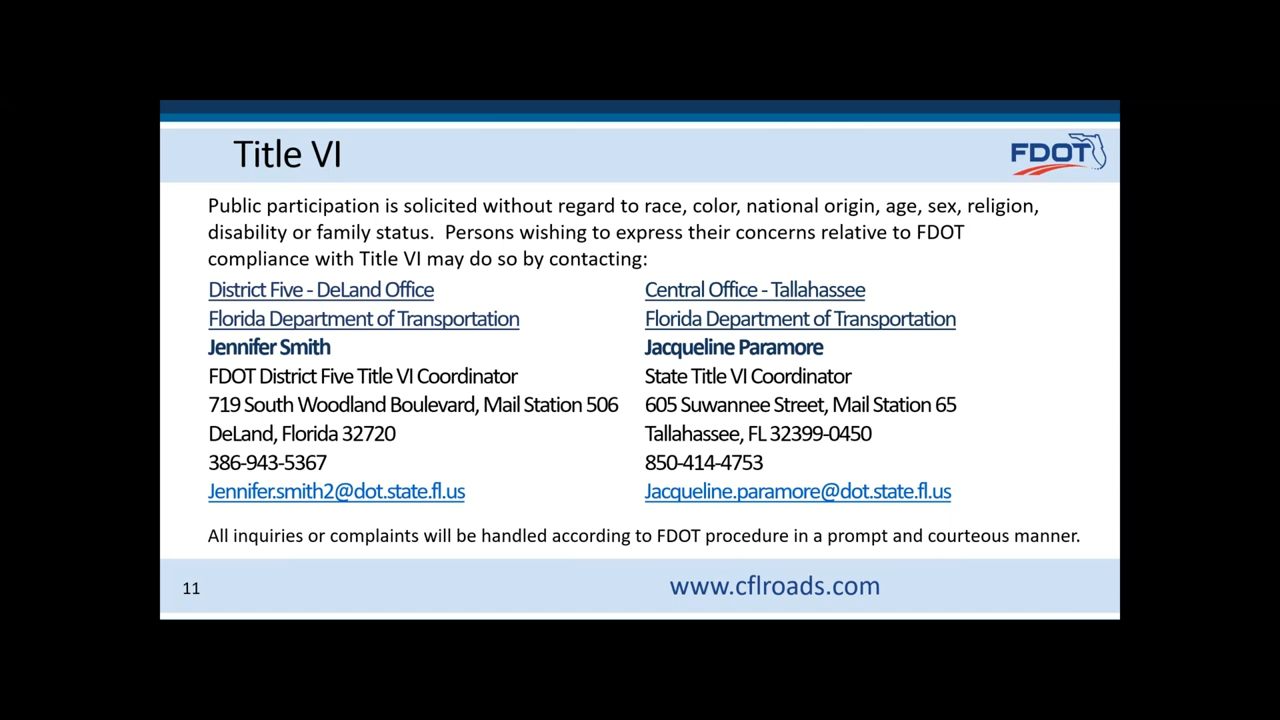 Title VI
FDOT
Public participation is solicited without regard to race, color, national origin, age, sex, religion,
disability or family status.  Persons wishing to express their concerns relative to FDOT
compliance with Title VI may do so by contacting:
District Five - DeLand Office
Florida Department of Transportation
Jennifer Smith
FDOT District Five Title VI Coordinator
719 South Woodland Boulevard, Mail Station 506
DeLand, Florida 32720
386-943-5367
Jennifer.smith2@dot.state.fl.us
Central Office - Tallahassee
Florida Department of Transportation
Jacqueline Paramore
State Title VI Coordinator
605 Suwannee Street, Mail Station 65
Tallahassee, FL 32399-0450
850-414-4753
Jacqueline.paramore@dot.state.fl.us
All inquiries or complaints will be handled according to FDOT procedure in a prompt and courteous manner.
11
www.cflroads.com